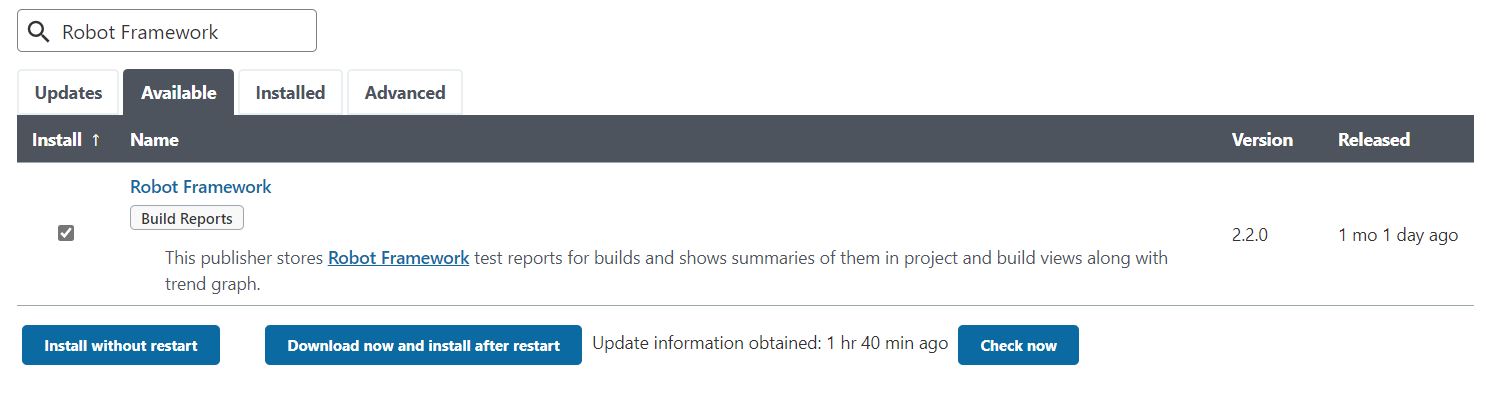 Robot Framework
Updates Available Installed Advanced
Install ↑ Name Version Released
Robot Framework
Build Reports
2.2.0 1 mo 1 day ago
This publisher stores Robot Framework test reports for builds and shows summaries of them in project and build views along with
trend graph.
Install without restart Download now and install after restart Update information obtained: 1 hr 40 min ago Check now